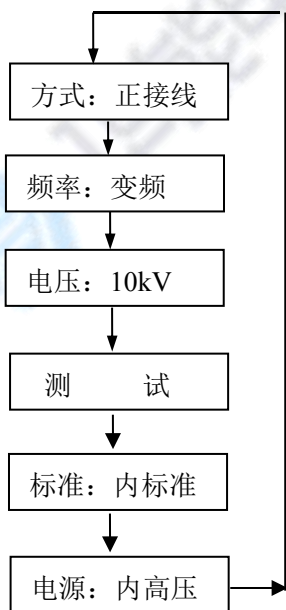 方式：正接线
频率：变频
电压：10kV
测 试
标准：内标准
电源：内高压